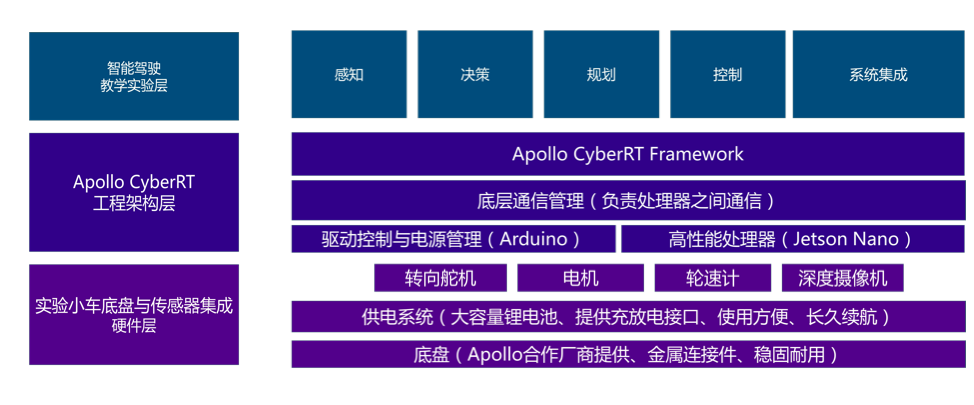 智能驾驶
教学实验层
感知
决策
规划
控制
系统集成
Apollo CyberRT
工程架构层
Apollo CyberRT Framework
底层通信管理（负责处理器之间通信）
驱动控制与电源管理（Arduino）
高性能处理器（Jetson Nano）
实验小车底盘与传感器集成
硬件层
转向舵机
电机
轮速计
深度摄像机
供电系统（大容量锂电池、提供充放电接口、使用方便、长久续航）
底盘（Apollo合作厂商提供、金属连接件、稳固耐用）